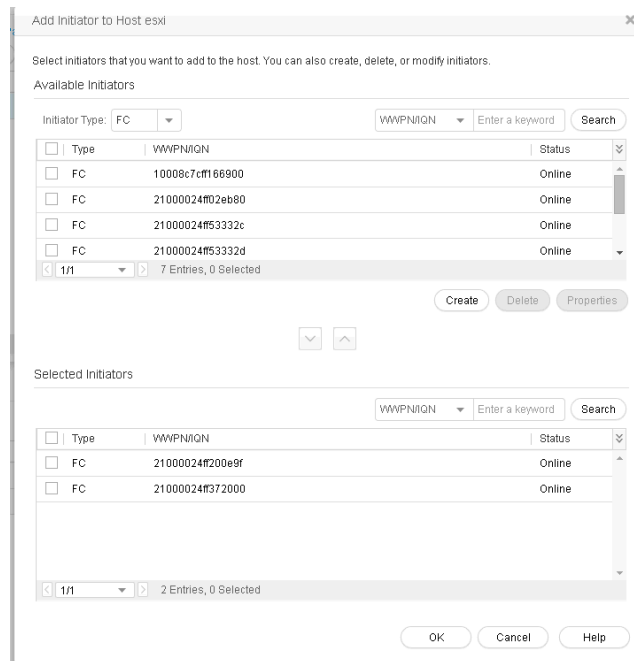 Add Initiator to Host esxi
Select initiators that you want to add to the host. You can also create, delete, or modify initiators.
Available Initiators
Initiator Type: FC WWPN/IQN Enter a keyword Search
Type WWPN/IQN Status
FC 10008c7cff166900 Online
FC 21000024ff02eb80 Online
FC 21000024ff53332c Online
FC 21000024ff53332d Online
1/1 7 Entries, 0 Selected
Create Delete Properties
Selected Initiators
WWPN/IQN Enter a keyword Search
Type WWPN/IQN Status
FC 21000024ff200e9f Online
FC 21000024ff372000 Online
1/1 2 Entries, 0 Selected
OK Cancel Help